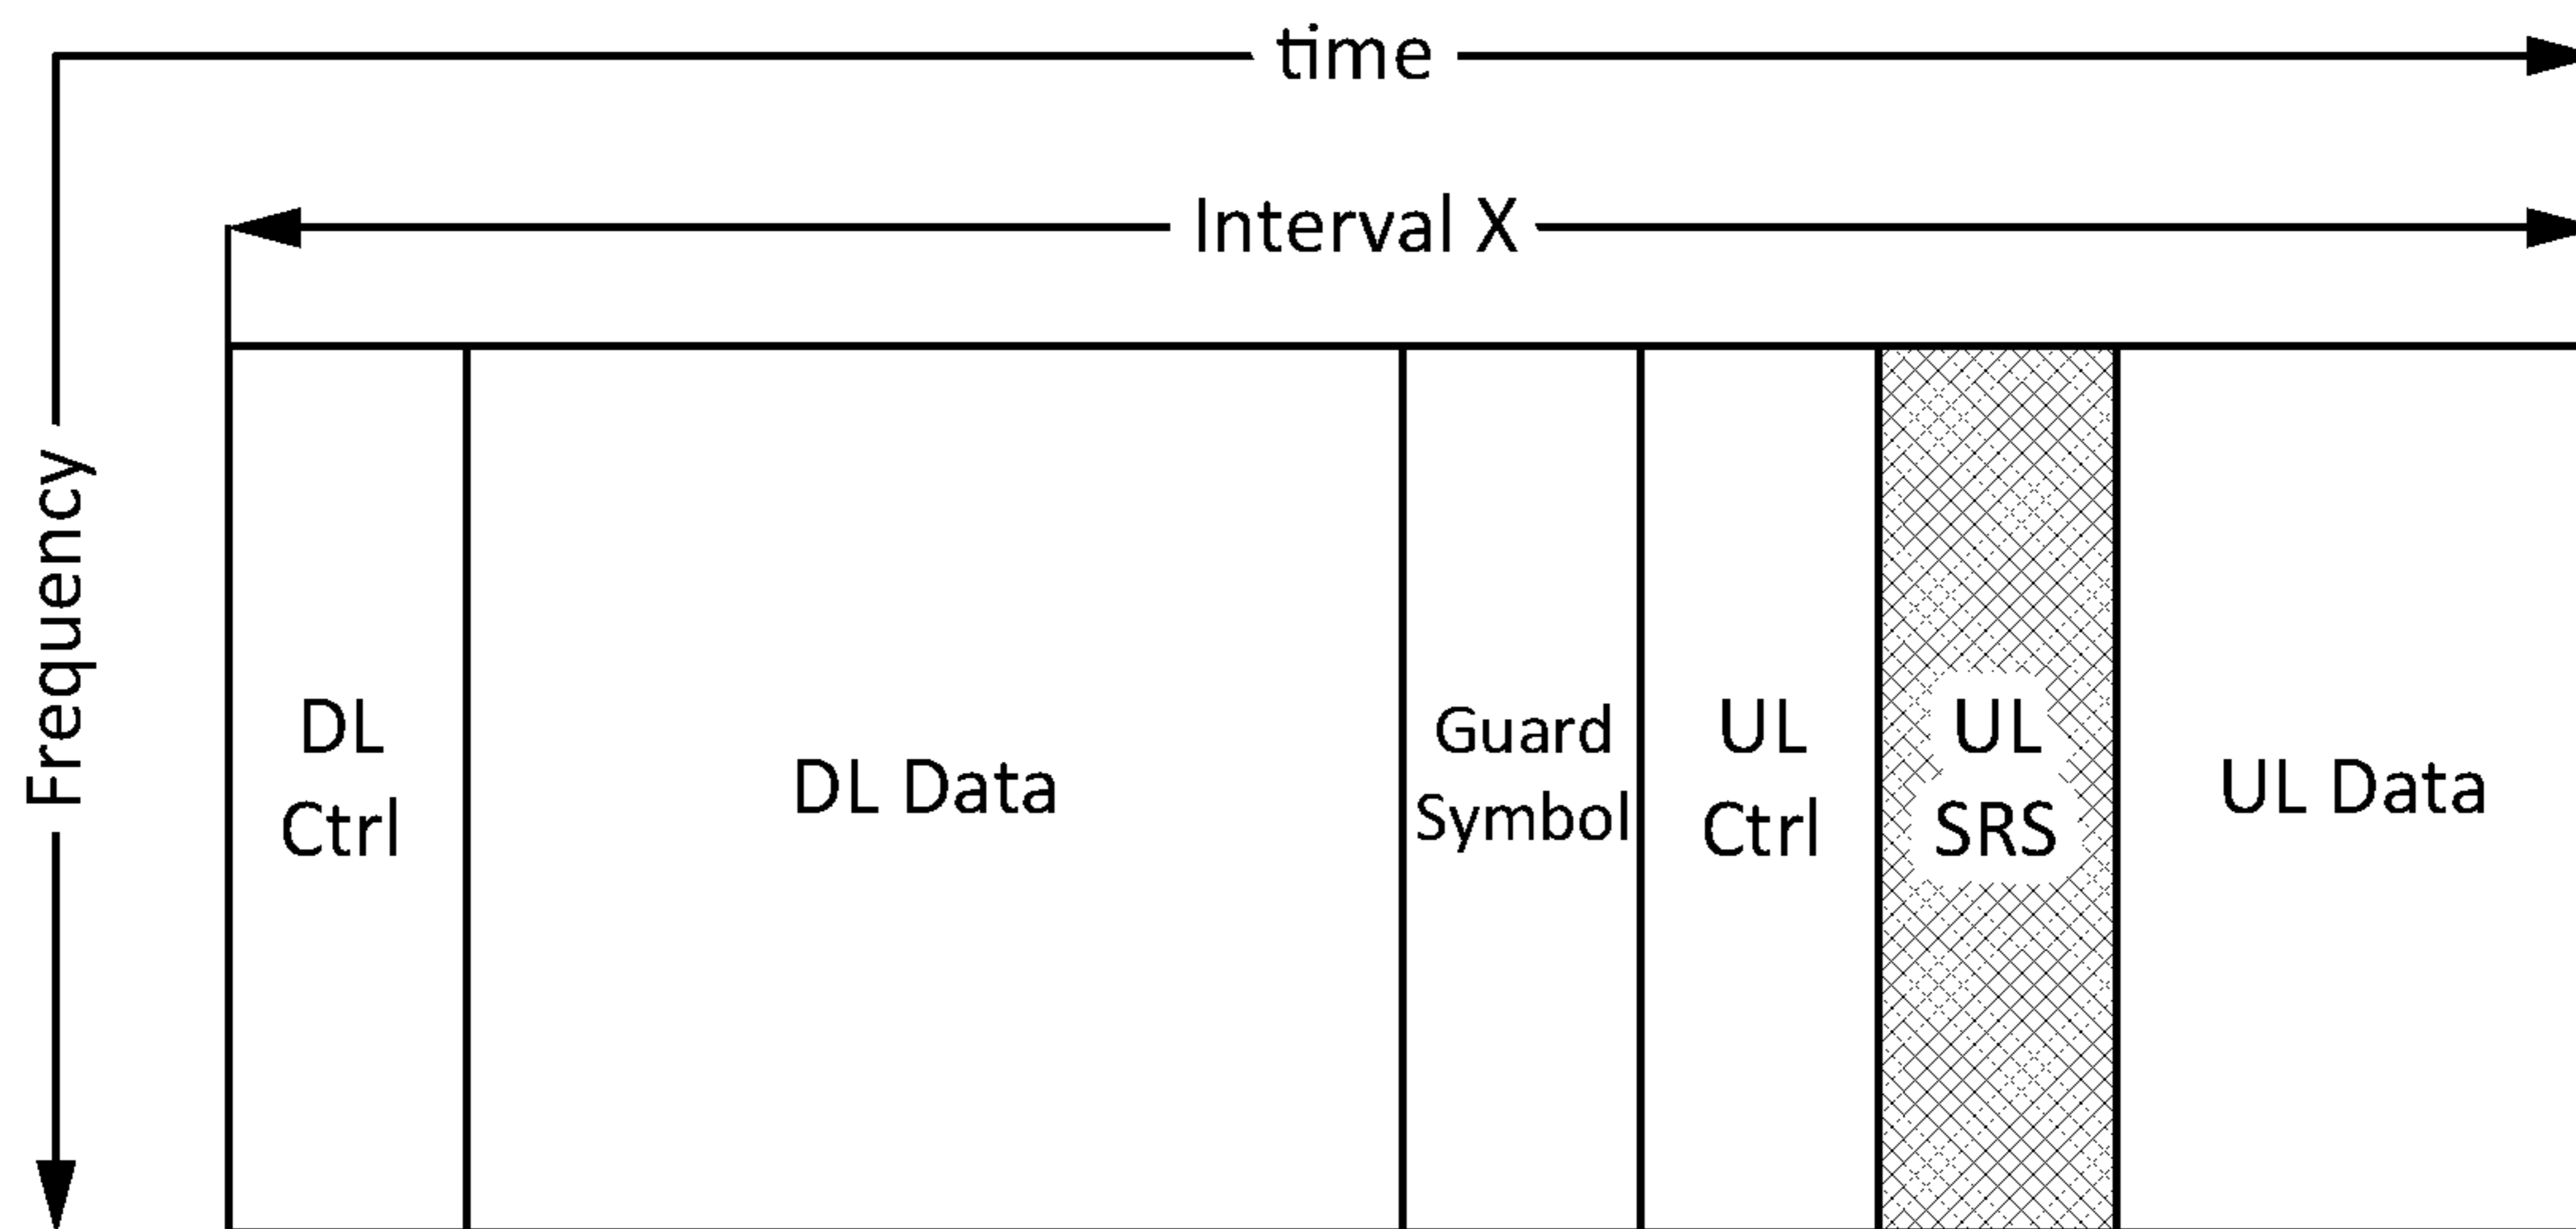 time
Interval X
Frequency
DL
Ctrl
DL Data
Guard
Symbol
UL
Ctrl
UL
SRS
UL Data